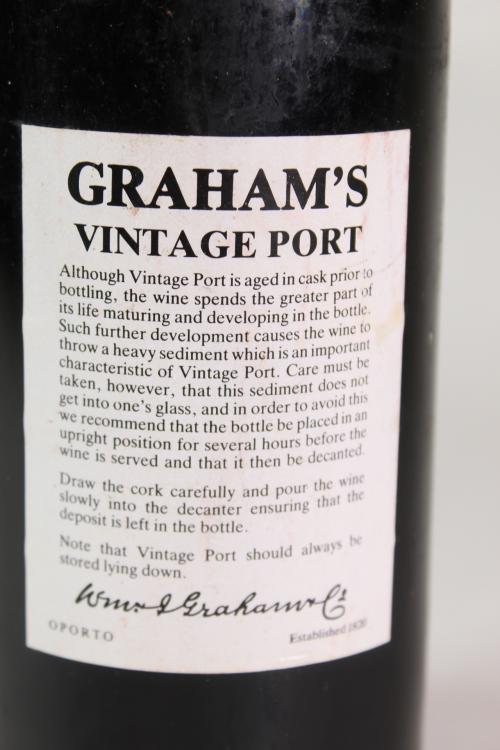 GRAHAM'S
VINTAGE PORT
Although Vintage Port is aged in cask prior to
bottling, the wine spends the greater part of
its life maturing and developing in the bottle.
Such further development causes the wine to
throw a heavy sediment which is an important
characteristic of Vintage Port. Care must be
taken, however, that this sediment does not
get into one's glass, and in order to avoid this
we recommend that the bottle be placed in an
upright position for several hours before the
wine is served and that it then be decanted.
Draw the cork carefully and pour the wine
slowly into the decanter ensuring that the
deposit is left in the bottle.
Note that Vintage Port should always be
stored lying down.
Wm & J Graham & Co
OPORTO
Established 1820